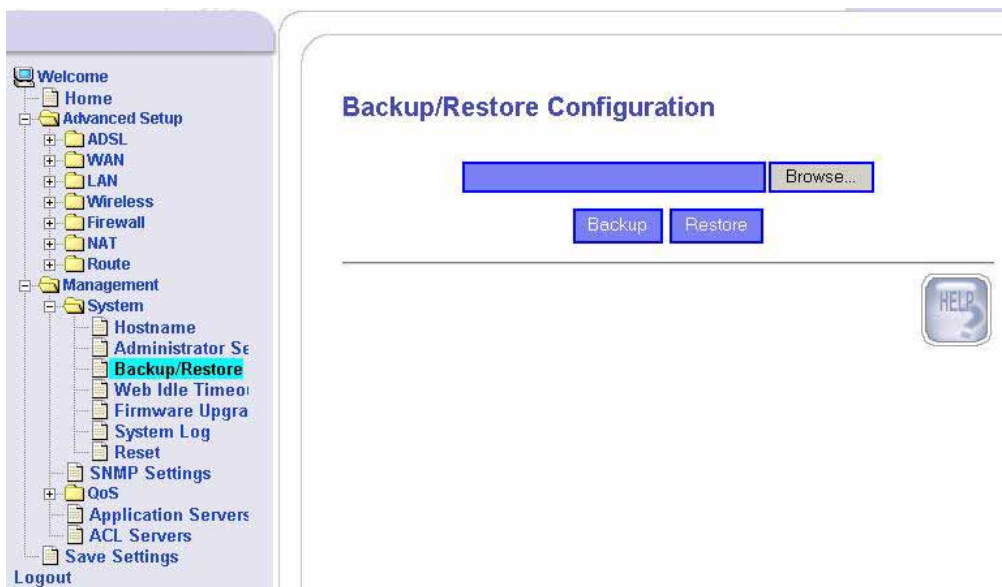 Welcome
Home
Advanced Setup
ADSL
WAN
LAN
Wireless
Firewall
NAT
Route
Management
System
Hostname
Administrator Se
Backup/Restore
Web Idle Timeo
Firmware Upgra
System Log
Reset
SNMP Settings
QoS
Application Servers
ACL Servers
Save Settings
Logout
Backup/Restore Configuration
Browse...
Backup Restore
HELP ?